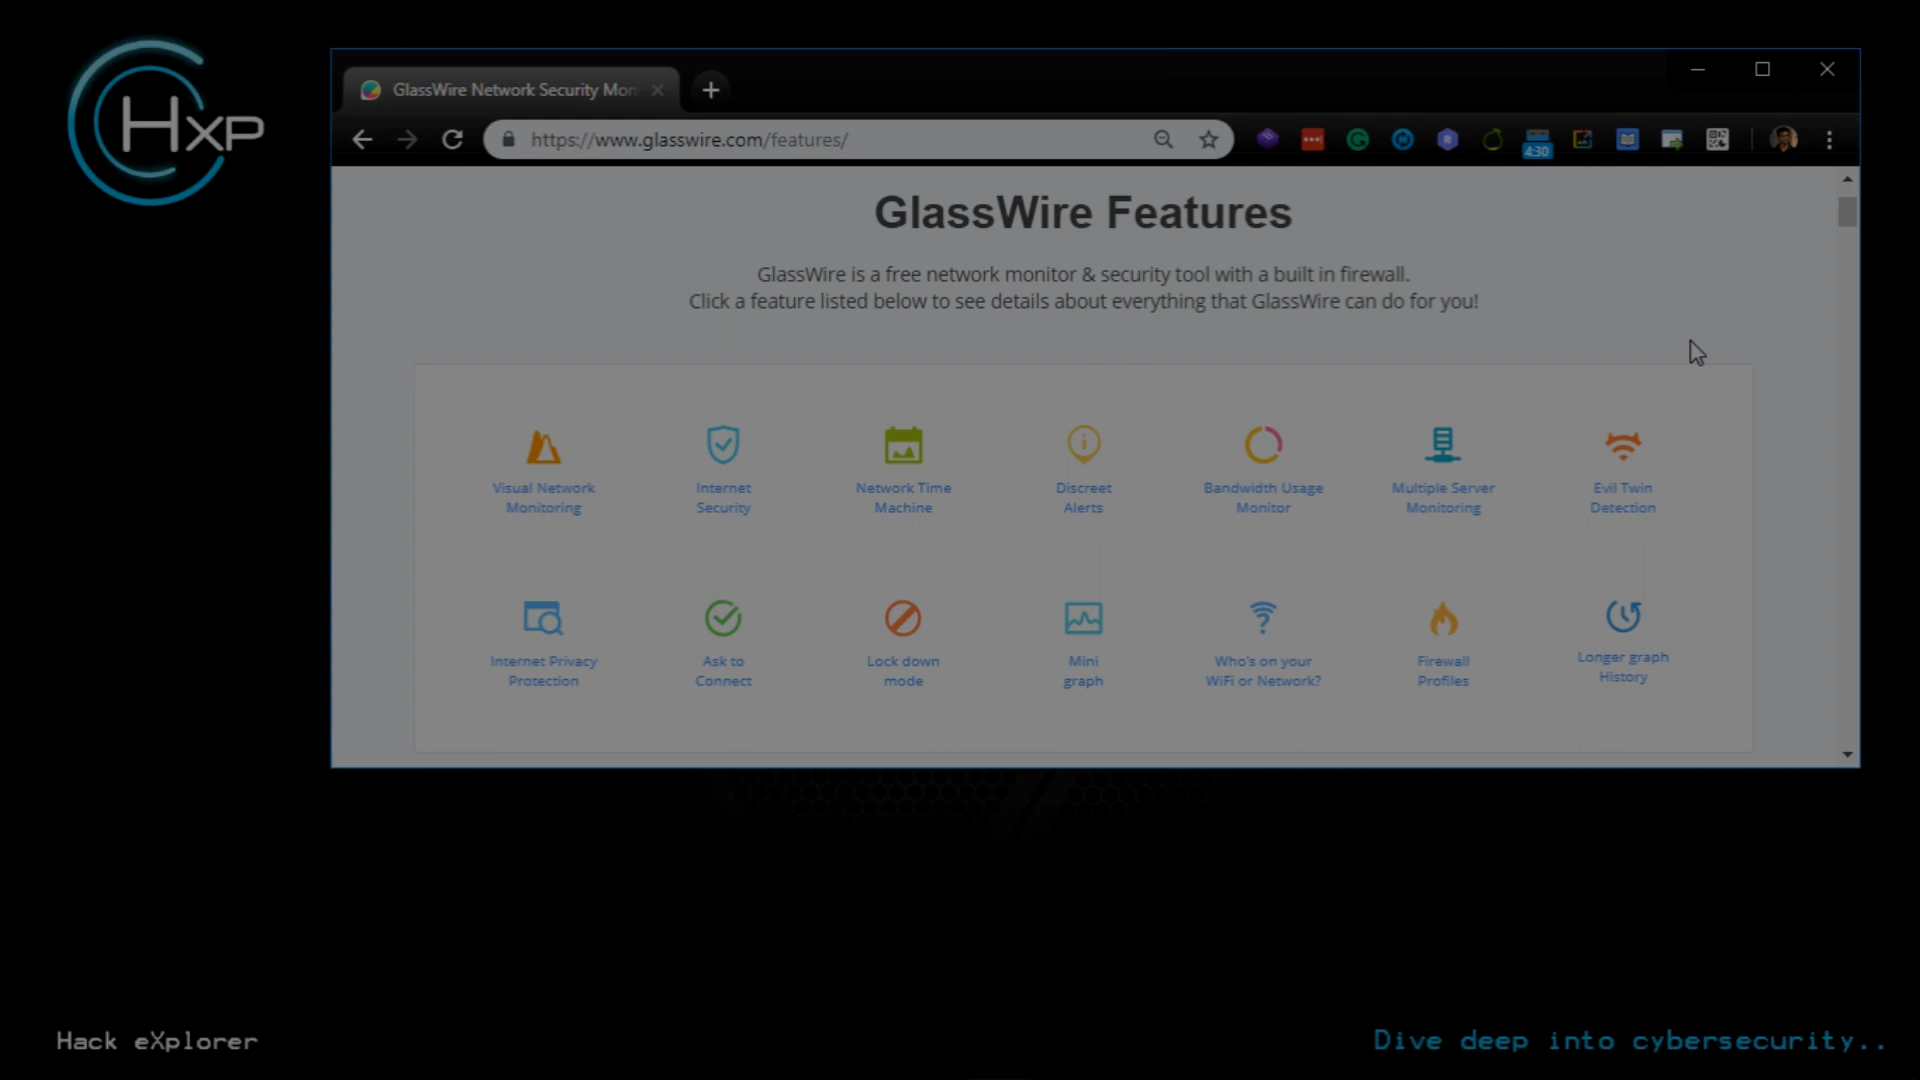 HXP
GlassWire Network Security Mon
https://www.glasswire.com/features/
4:30
GlassWire Features
GlassWire is a free network monitor & security tool with a built in firewall.
Click a feature listed below to see details about everything that GlassWire can do for you!
Visual Network
Monitoring
Internet
Security
Network Time
Machine
Discreet
Alerts
Bandwidth Usage
Monitor
Multiple Server
Monitoring
Evil Twin
Detection
Internet Privacy
Protection
Ask to
Connect
Lock down
mode
Mini
graph
Who's on your
WiFi or Network?
Firewall
Profiles
Longer graph
History
Hack eXplorer
Dive deep into cybersecurity..